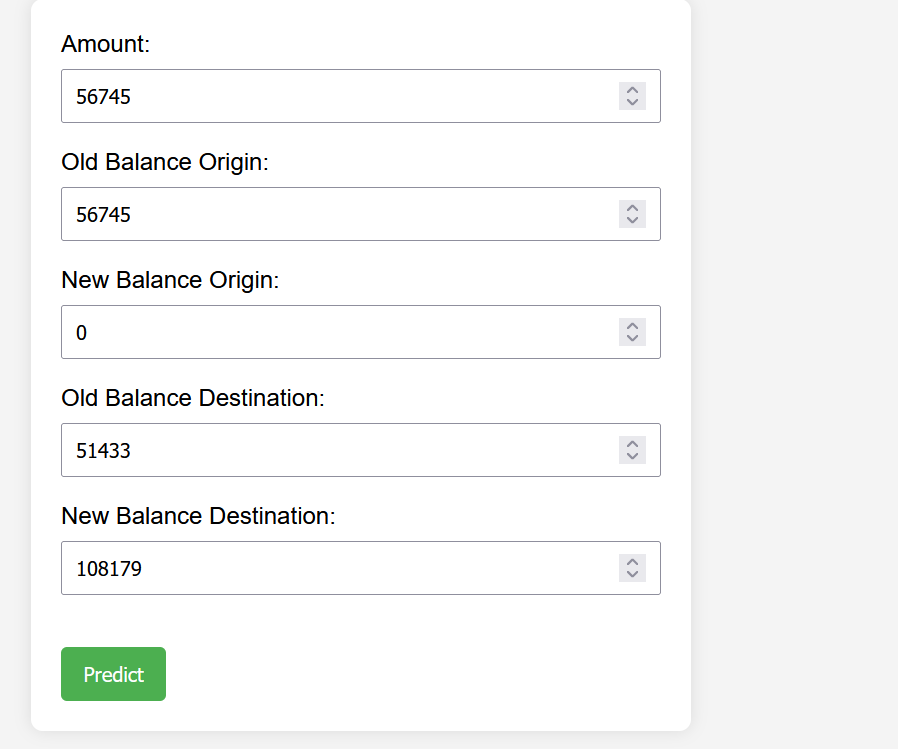 Amount:
56745
Old Balance Origin:
56745
New Balance Origin:
0
Old Balance Destination:
51433
New Balance Destination:
108179
Predict